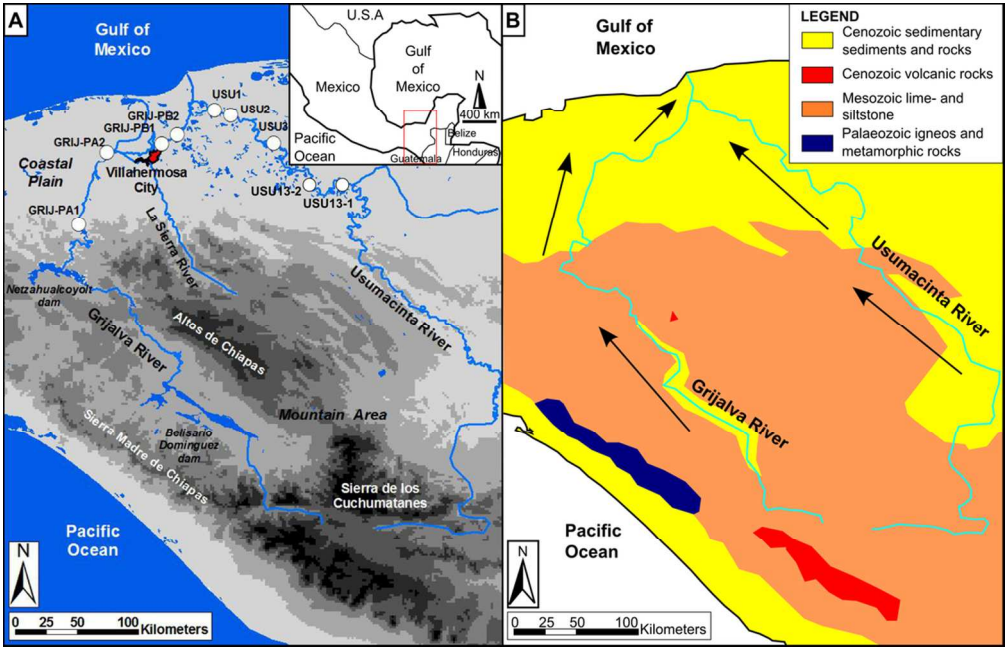 A
Gulf of
Mexico
U.S.A
Gulf
of
Mexico
Mexico
N
400 km
Pacific
Ocean
Belize
Guatemala
Honduras
USU1
USU2
GRIJ-PB2
GRIJ-PB1
USU3
GRIJ-PA2
Coastal
Plain
Villahermosa
City
USU13-2
USU13-1
GRIJ-PA1
La Sierra River
Netzahualcoyolt
dam
Usumacinta River
Grijalva River
Altos de Chiapas
Mountain Area
Sierra Madre de Chiapas
Belisario
Dominguez
dam
Sierra de los
Cuchumatanes
Pacific
Ocean
N
0 25 50 100
Kilometers
B
Gulf of
Mexico
LEGEND
Cenozoic sedimentary
sediments and rocks
Cenozoic volcanic rocks
Mesozoic lime- and
siltstone
Palaeozoic igneos and
metamorphic rocks
Usumacinta River
Grijalva River
Pacific
Ocean
N
0 25 50 100
Kilometers